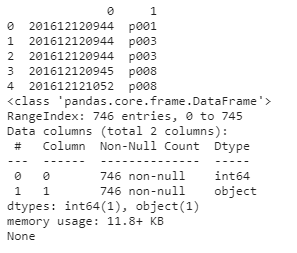 0 1
0 201612120944 p001
1 201612120944 p003
2 201612120944 p003
3 201612120945 p008
4 201612121052 p008
<class 'pandas.core.frame.DataFrame'>
RangeIndex: 746 entries, 0 to 745
Data columns (total 2 columns):
# Column Non-Null Count Dtype
--- ------ -------------- -----
0 0 746 non-null int64
1 1 746 non-null object
dtypes: int64(1), object(1)
memory usage: 11.8+ KB
None